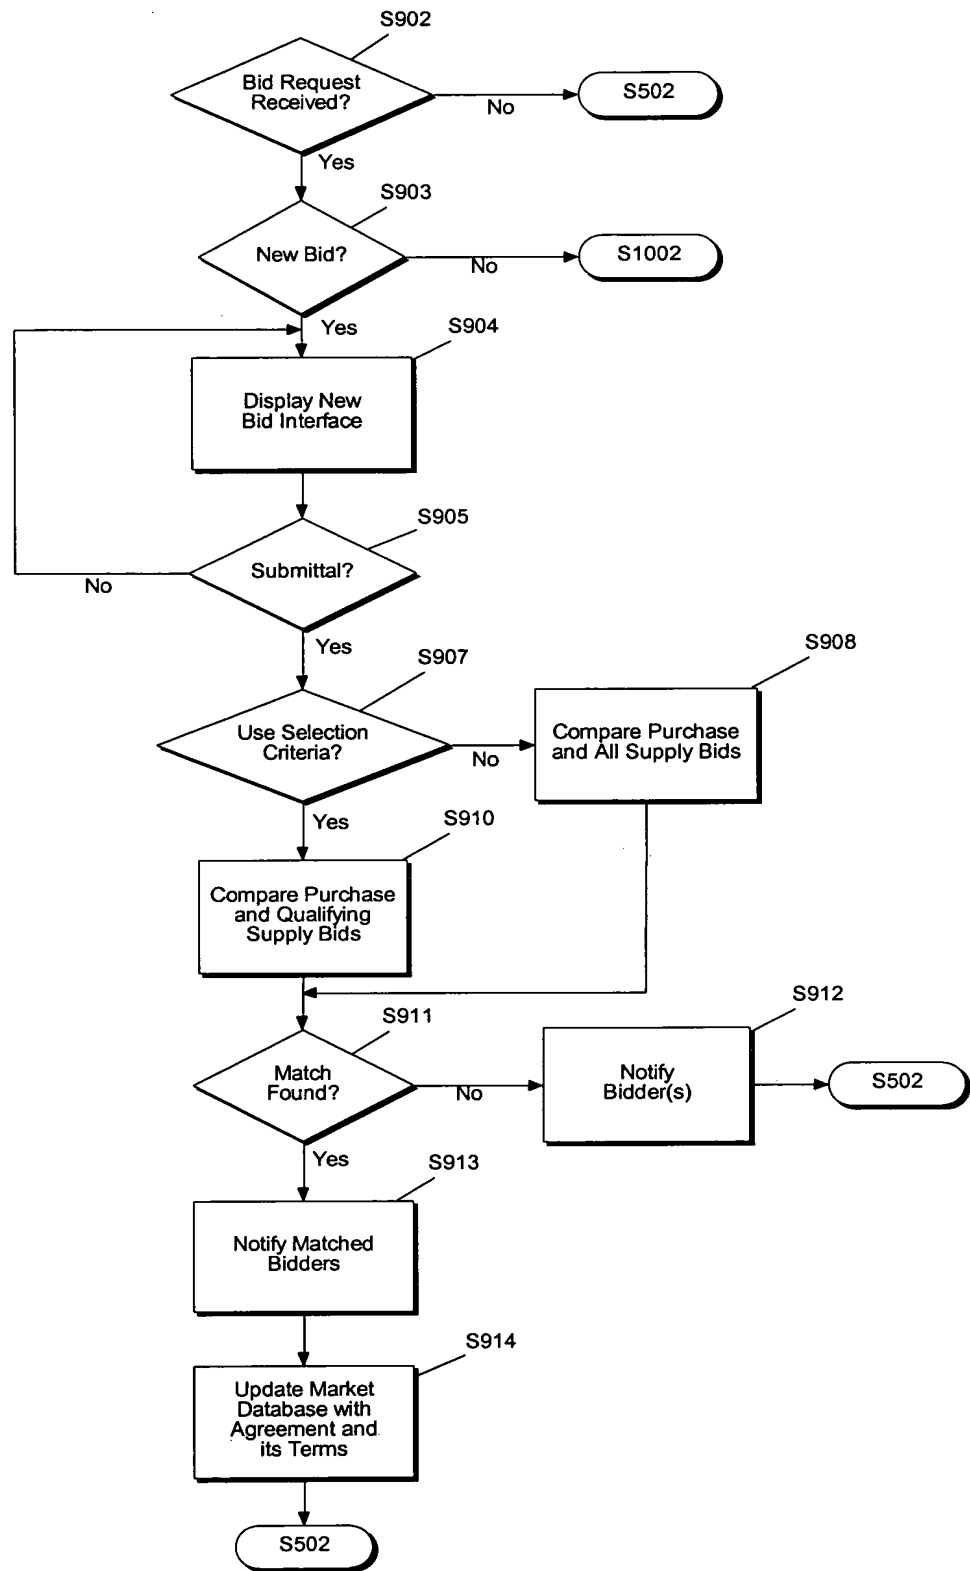 S902
Bid Request
Received?
No
S502
Yes
S903
New Bid?
No
S1002
Yes
S904
Display New
Bid Interface
S905
Submittal?
No
Yes
S907
Use Selection
Criteria?
No
S908
Compare Purchase
and All Supply Bids
Yes
S910
Compare Purchase
and Qualifying
Supply Bids
S911
Match
Found?
No
S912
Notify
Bidder(s)
S502
Yes
S913
Notify Matched
Bidders
S914
Update Market
Database with
Agreement and
its Terms
S502